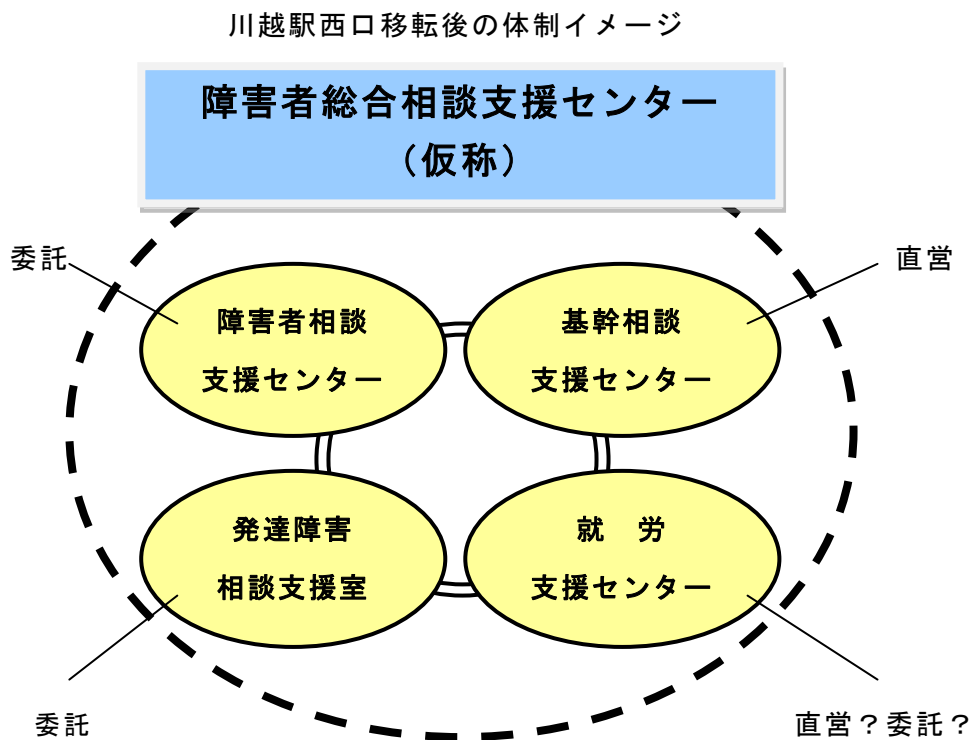 川越駅西口移転後の体制イメージ
障害者総合相談支援センター
（仮称）
委託
直営
障害者相談
支援センター
基幹相談
支援センター
発達障害
相談支援室
就　労
支援センター
委託
直営？委託？